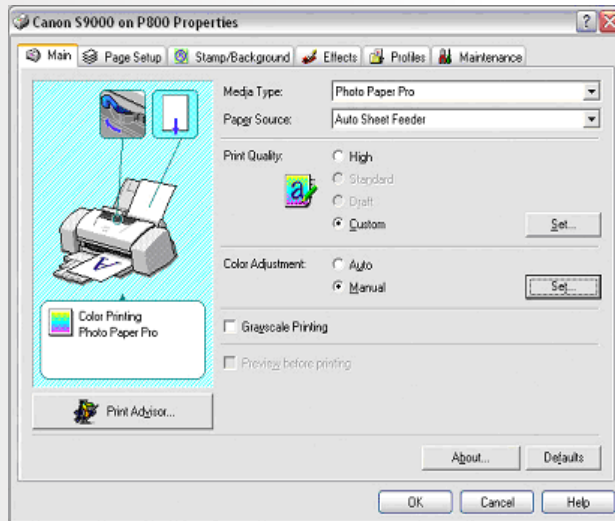 Canon S9000 on P800 Properties
Main Page Setup Stamp/Background Effects Profiles Maintenance
Media Type: Photo Paper Pro
Paper Source: Auto Sheet Feeder
Print Quality: High
Standard
Draft
Custom Set...
Color Adjustment: Auto
Manual Set...
Color Printing
Photo Paper Pro
Grayscale Printing
Preview before printing
Print Advisor...
About... Defaults
OK Cancel Help